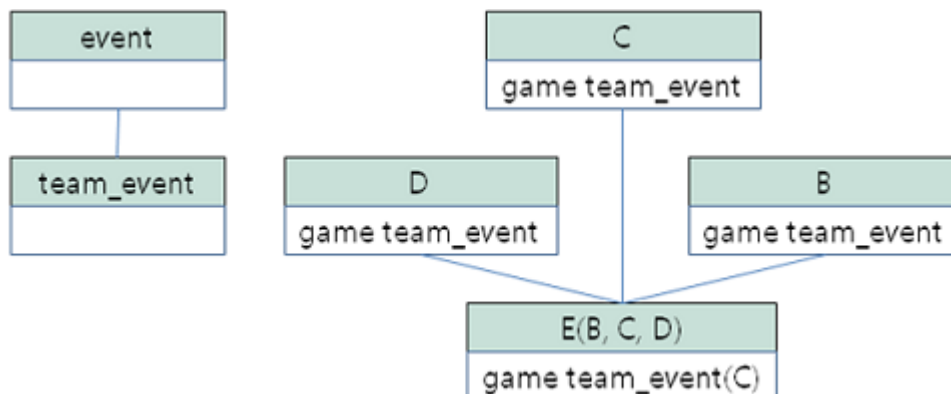 event
team_event
C
game team_event
D
game team_event
B
game team_event
E(B, C, D)
game team_event(C)